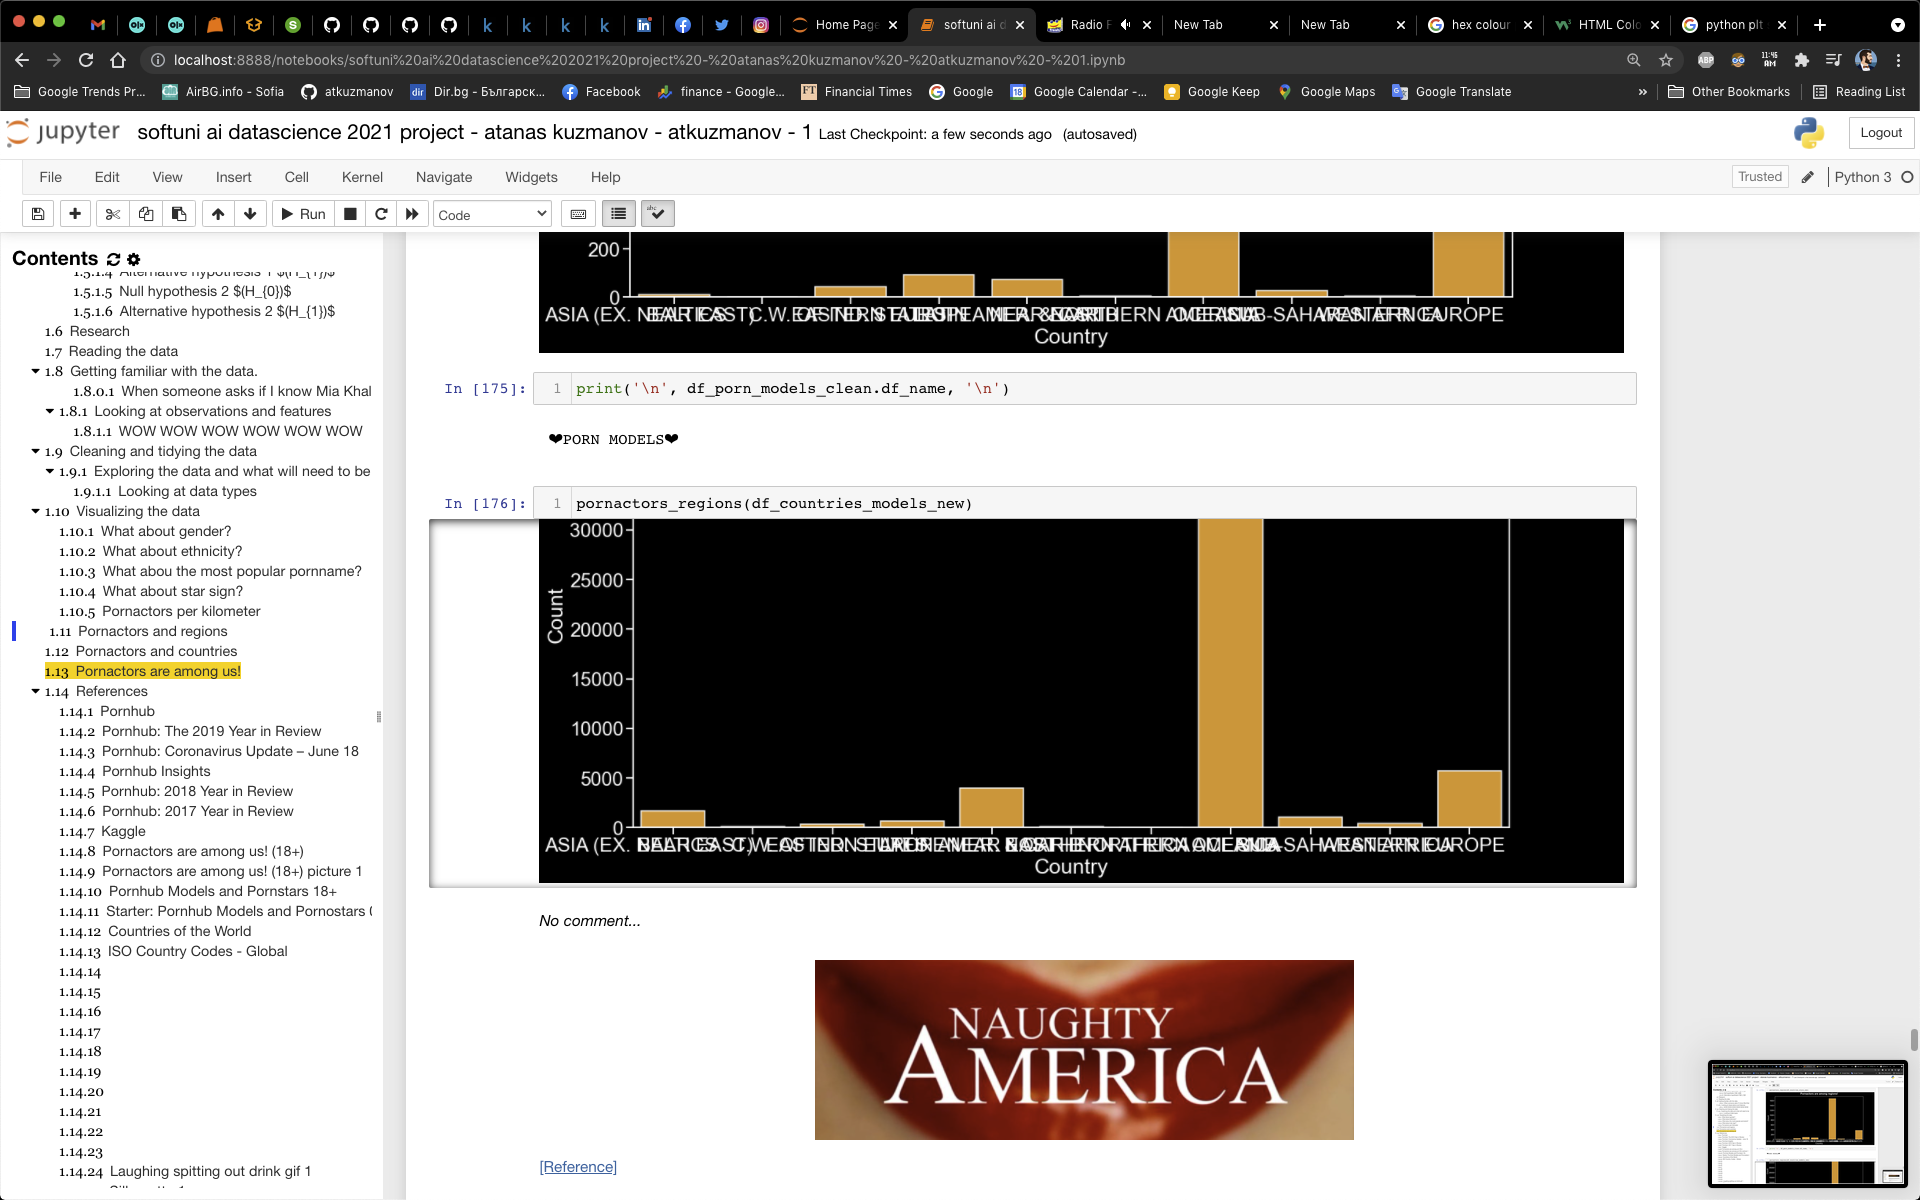 Home Page
softuni ai d
Radio F
New Tab
New Tab
hex colour
HTML Colo
python plt
localhost:8888/notebooks/softuni%20ai%20datascience%202021%20project%20-%20atanas%20kuzmanov%20-%20atkuzmanov%20-%201.ipynb
11:46 AM
Google Trends Pr...
AirBG.info - Sofia
atkuzmanov
Dir.bg - Българск...
Facebook
finance - Google...
Financial Times
Google
Google Calendar -...
Google Keep
Google Maps
Google Translate
»
Other Bookmarks
Reading List
jupyter softuni ai datascience 2021 project - atanas kuzmanov - atkuzmanov - 1 Last Checkpoint: a few seconds ago (autosaved)
Logout
File Edit View Insert Cell Kernel Navigate Widgets Help
Trusted Python 3
Run Code
Contents
1.5.1.4 Alternative hypothesis 1 $(H_{1})$
1.5.1.5 Null hypothesis 2 $(H_{0})$
1.5.1.6 Alternative hypothesis 2 $(H_{1})$
1.6 Research
1.7 Reading the data
1.8 Getting familiar with the data.
1.8.0.1 When someone asks if I know Mia Khal
1.8.1 Looking at observations and features
1.8.1.1 WOW WOW WOW WOW WOW WOW
1.9 Cleaning and tidying the data
1.9.1 Exploring the data and what will need to be
1.9.1.1 Looking at data types
1.10 Visualizing the data
1.10.1 What about gender?
1.10.2 What about ethnicity?
1.10.3 What abou the most popular pornname?
1.10.4 What about star sign?
1.10.5 Pornactors per kilometer
1.11 Pornactors and regions
1.12 Pornactors and countries
1.13 Pornactors are among us!
1.14 References
1.14.1 Pornhub
1.14.2 Pornhub: The 2019 Year in Review
1.14.3 Pornhub: Coronavirus Update – June 18
1.14.4 Pornhub Insights
1.14.5 Pornhub: 2018 Year in Review
1.14.6 Pornhub: 2017 Year in Review
1.14.7 Kaggle
1.14.8 Pornactors are among us! (18+)
1.14.9 Pornactors are among us! (18+) picture 1
1.14.10 Pornhub Models and Pornstars 18+
1.14.11 Starter: Pornhub Models and Pornostars (
1.14.12 Countries of the World
1.14.13 ISO Country Codes - Global
1.14.14
1.14.15
1.14.16
1.14.17
1.14.18
1.14.19
1.14.20
1.14.21
1.14.22
1.14.23
1.14.24 Laughing spitting out drink gif 1
200
0
ASIA (EX.
EUROPE
Country
In [175]: 1 print('\n', df_porn_models_clean.df_name, '\n')
❤PORN MODELS❤
In [176]: 1 pornactors_regions(df_countries_models_new)
30000
25000
20000
15000
10000
5000
0
Count
ASIA (EX.
EUROPE
Country
No comment...
NAUGHTY
AMERICA
[Reference]